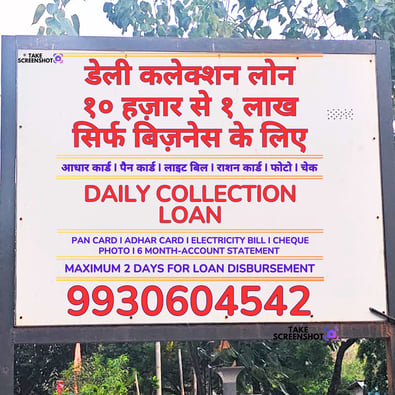 TAKE
SCREENSHOT
डेली कलेक्शन लोन
१० हज़ार से १ लाख
सिर्फ बिज़नेस के लिए
आधार कार्ड । पैन कार्ड । लाइट बिल । राशन कार्ड । फोटो । चेक
DAILY COLLECTION
LOAN
PAN CARD I ADHAR CARD I ELECTRICITY BILL I CHEQUE
PHOTO I 6 MONTH-ACCOUNT STATEMENT
MAXIMUM 2 DAYS FOR LOAN DISBURSEMENT
9930604542
TAKE
SCREENSHOT